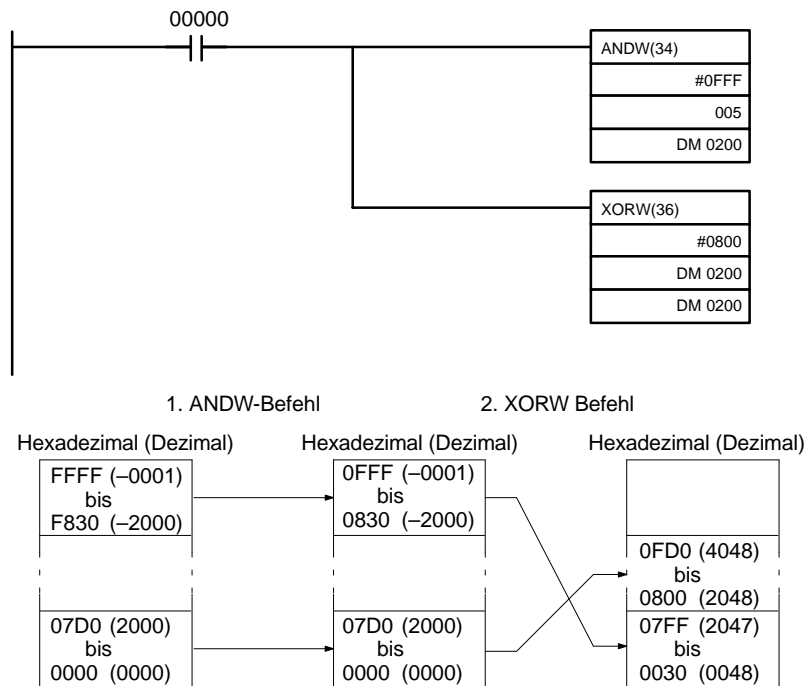 00000
ANDW(34)
#0FFF
005
DM 0200
XORW(36)
#0800
DM 0200
DM 0200
1. ANDW-Befehl
2. XORW Befehl
Hexadezimal (Dezimal)
Hexadezimal (Dezimal)
Hexadezimal (Dezimal)
FFFF (–0001)
bis
F830 (–2000)
0FFF (–0001)
bis
0830 (–2000)
0FD0 (4048)
bis
0800 (2048)
07D0 (2000)
bis
0000 (0000)
07D0 (2000)
bis
0000 (0000)
07FF (2047)
bis
0030 (0048)